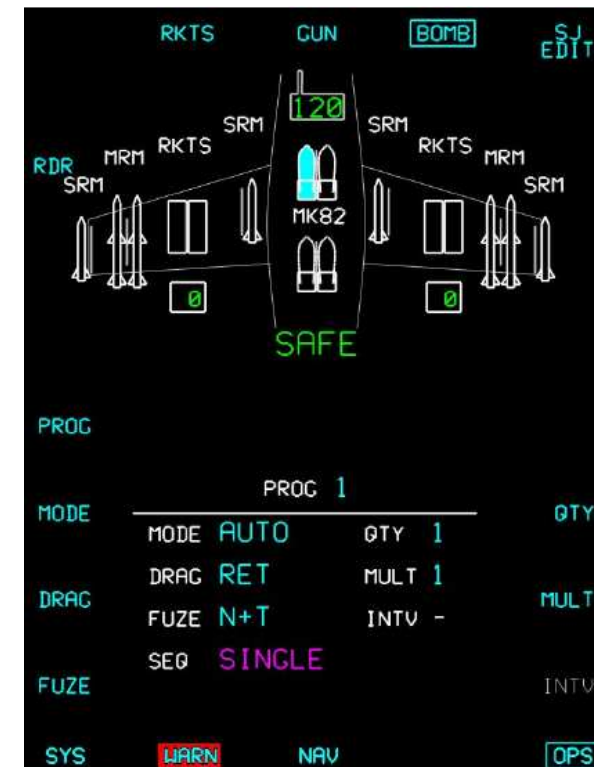 RKTS GUN BOMB SJ
EDIT
120
SRM SRM
RKTS RKTS
RDR MRM MRM
SRM SRM
MK82
0 0
SAFE
PROG
PROG 1
MODE QTY
MODE AUTO QTY 1
DRAG RET MULT 1
DRAG MULT
FUZE N+T INTV -
SEQ SINGLE
FUZE INTV
SYS WARN NAV OPS